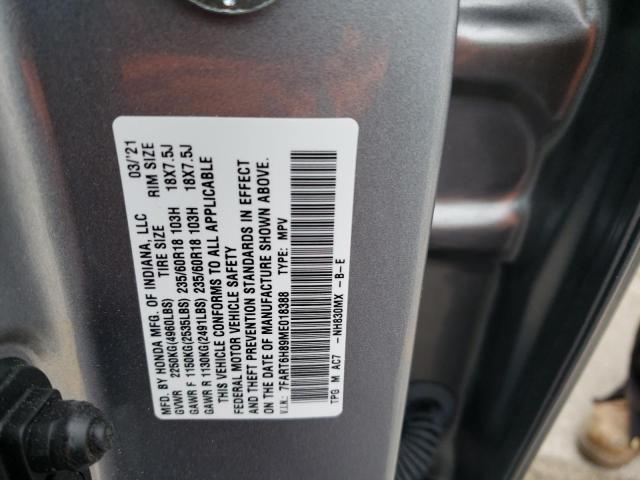 MFD. BY HONDA MFG. OF INDIANA, LLC 03/'21
TIRE SIZE RIM SIZE
GVWR 2250KG(4960LBS)
GAWR F 1150KG(2535LBS) 235/60R18 103H 18X7.5J
GAWR R 1130KG(2491LBS) 235/60R18 103H 18X7.5J
THIS VEHICLE CONFORMS TO ALL APPLICABLE
FEDERAL MOTOR VEHICLE SAFETY
AND THEFT PREVENTION STANDARDS IN EFFECT
ON THE DATE OF MANUFACTURE SHOWN ABOVE.
V.I.N.: 7FART6H89ME018388 TYPE: MPV
TPG M AC7 -NH830MX -B-E